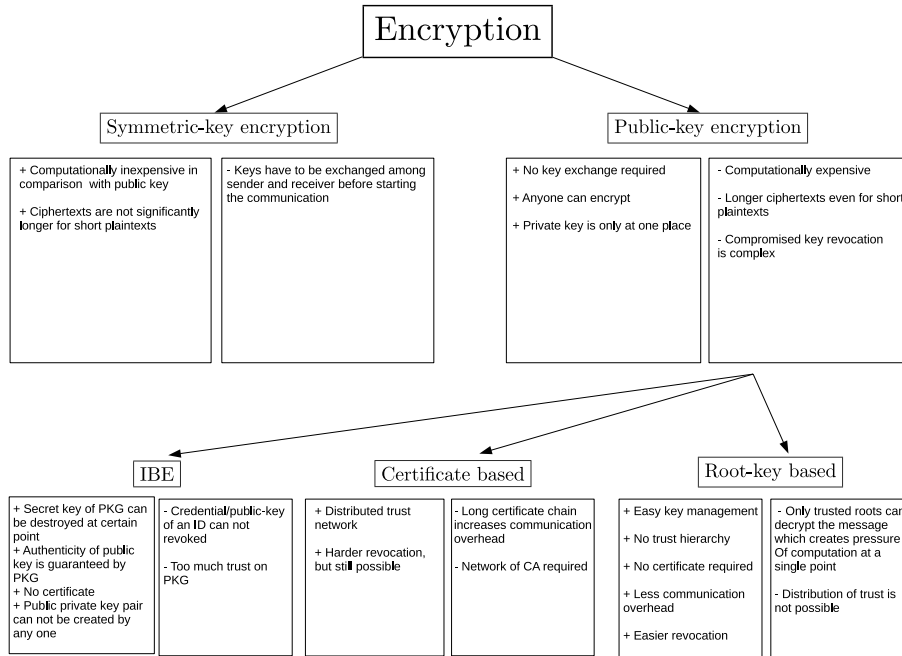 Encryption
Symmetric-key encryption
+ Computationally inexpensive in
comparison with public key
+ Ciphertexts are not significantly
longer for short plaintexts
- Keys have to be exchanged among
sender and receiver before starting
the communication
Public-key encryption
+ No key exchange required
+ Anyone can encrypt
+ Private key is only at one place
- Computationally expensive
- Longer ciphertexts even for short
plaintexts
- Compromised key revocation
is complex
IBE
+ Secret key of PKG can
be destroyed at certain
point
+ Authenticity of public
key is guaranteed by
PKG
+ No certificate
+ Public private key pair
can not be created by
any one
- Credential/public-key
of an ID can not
revoked
- Too much trust on
PKG
Certificate based
+ Distributed trust
network
+ Harder revocation,
but still possible
- Long certificate chain
increases communication
overhead
- Network of CA required
Root-key based
+ Easy key management
+ No trust hierarchy
+ No certificate required
+ Less communication
overhead
+ Easier revocation
- Only trusted roots can
decrypt the message
which creates pressure
Of computation at a
single point
- Distribution of trust is
not possible